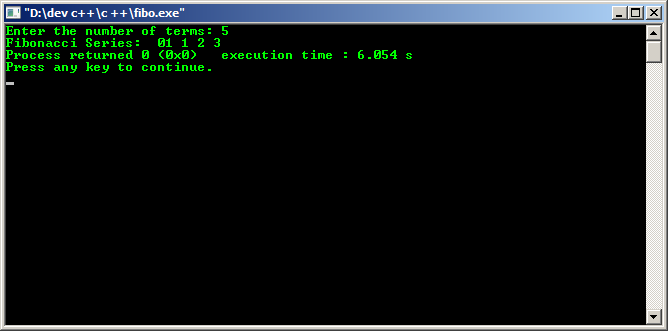 "D:\dev c++\c ++\fibo.exe"
Enter the number of terms: 5
Fibonacci Series:  01 1 2 3
Process returned 0 (0x0)   execution time : 6.054 s
Press any key to continue.